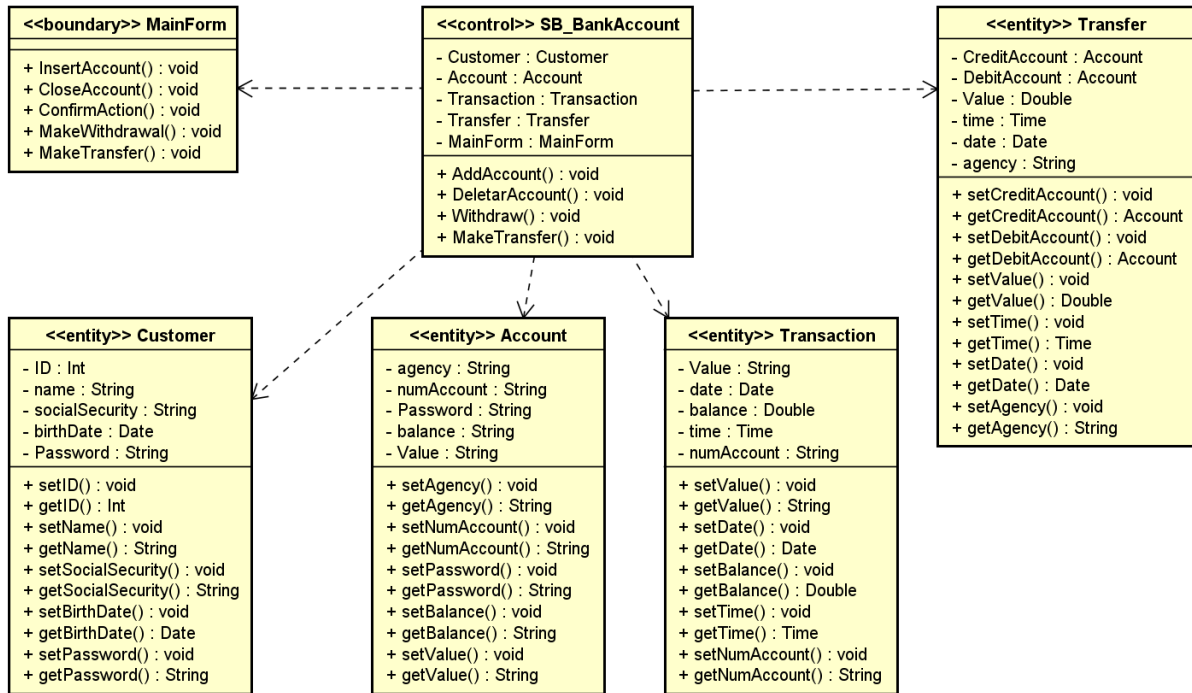 <<boundary>> MainForm
+ InsertAccount() : void
+ CloseAccount() : void
+ ConfirmAction() : void
+ MakeWithdrawal() : void
+ MakeTransfer() : void
<<control>> SB_BankAccount
- Customer : Customer
- Account : Account
- Transaction : Transaction
- Transfer : Transfer
- MainForm : MainForm
+ AddAccount() : void
+ DeletarAccount() : void
+ Withdraw() : void
+ MakeTransfer() : void
<<entity>> Transfer
- CreditAccount : Account
- DebitAccount : Account
- Value : Double
- time : Time
- date : Date
- agency : String
+ setCreditAccount() : void
+ getCreditAccount() : Account
+ setDebitAccount() : void
+ getDebitAccount() : Account
+ setValue() : void
+ getValue() : Double
+ setTime() : void
+ getTime() : Time
+ setDate() : void
+ getDate() : Date
+ setAgency() : void
+ getAgency() : String
<<entity>> Customer
- ID : Int
- name : String
- socialSecurity : String
- birthDate : Date
- Password : String
+ setID() : void
+ getID() : Int
+ setName() : void
+ getName() : String
+ setSocialSecurity() : void
+ getSocialSecurity() : String
+ setBirthDate() : void
+ getBirthDate() : Date
+ setPassword() : void
+ getPassword() : String
<<entity>> Account
- agency : String
- numAccount : String
- Password : String
- balance : String
- Value : String
+ setAgency() : void
+ getAgency() : String
+ setNumAccount() : void
+ getNumAccount() : String
+ setPassword() : void
+ getPassword() : String
+ setBalance() : void
+ getBalance() : String
+ setValue() : void
+ getValue() : String
<<entity>> Transaction
- Value : String
- date : Date
- balance : Double
- time : Time
- numAccount : String
+ setValue() : void
+ getValue() : String
+ setDate() : void
+ getDate() : Date
+ setBalance() : void
+ getBalance() : Double
+ setTime() : void
+ getTime() : Time
+ setNumAccount() : void
+ getNumAccount() : String